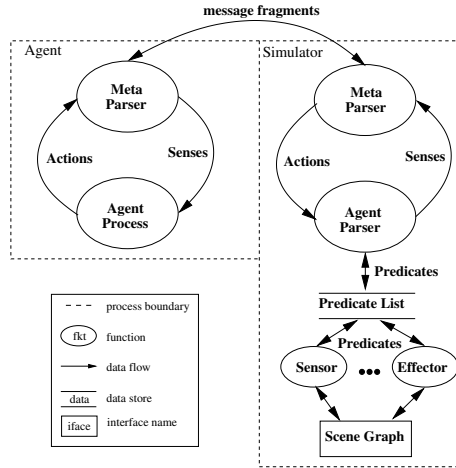 message fragments
Agent
Simulator
Meta
Parser
Meta
Parser
Actions
Senses
Actions
Senses
Agent
Process
Agent
Parser
Predicates
Predicate List
Predicates
Sensor
Effector
Scene Graph
process boundary
fkt function
data flow
data data store
iface interface name